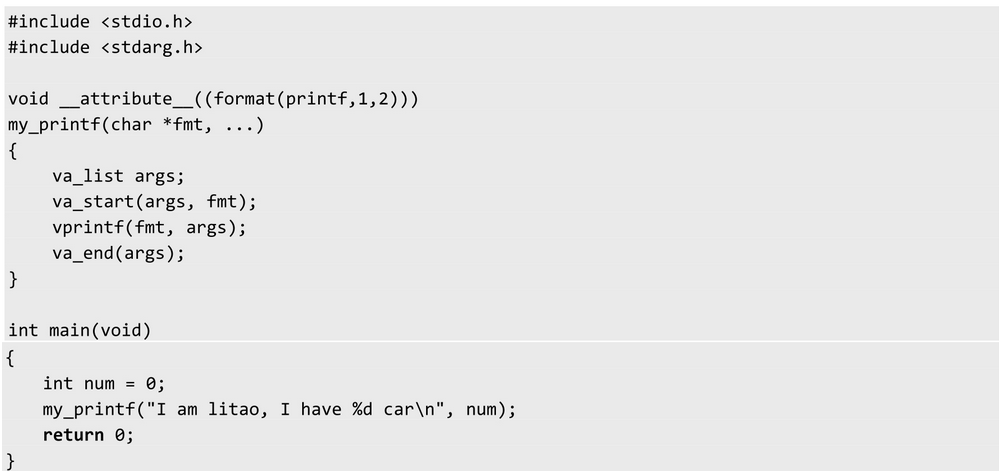 #include <stdio.h>
#include <stdarg.h>
void __attribute__((format(printf,1,2)))
my_printf(char *fmt, ...)
{
va_list args;
va_start(args, fmt);
vprintf(fmt, args);
va_end(args);
}
int main(void)
{
int num = 0;
my_printf("I am litao, I have %d car\n", num);
return 0;
}